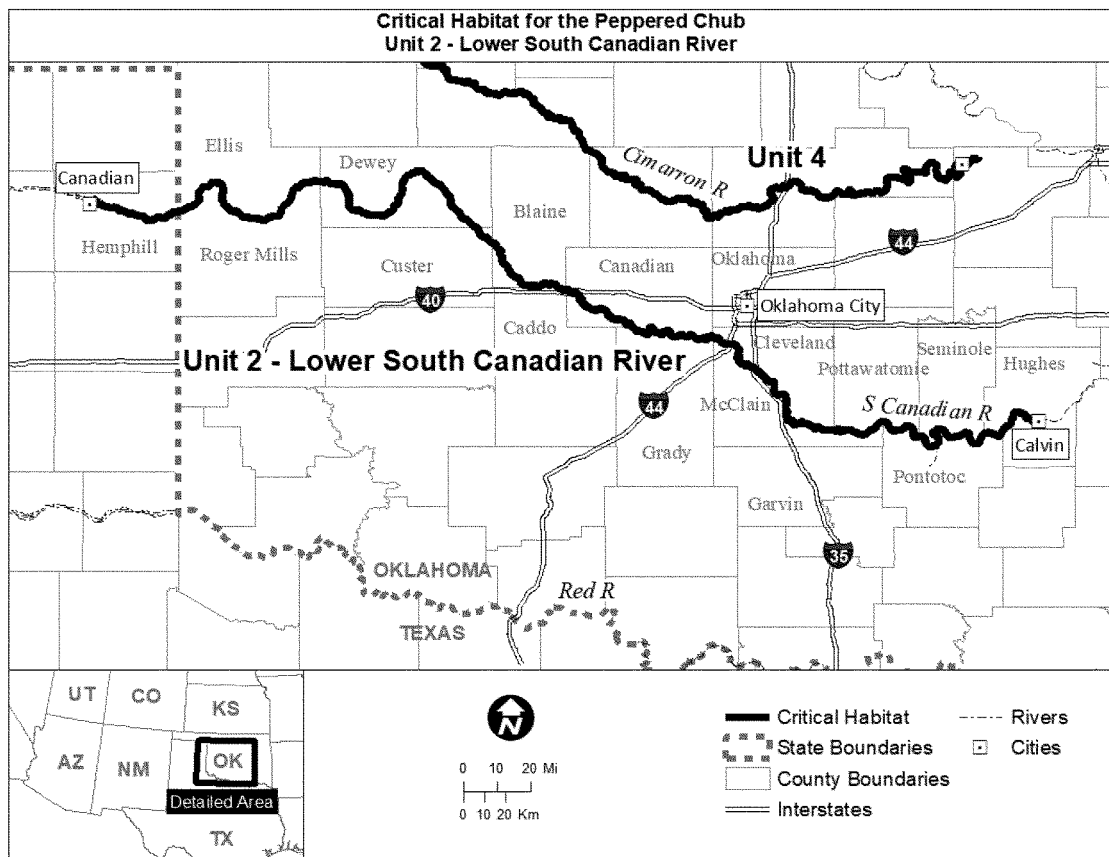 Critical Habitat for the Peppered Chub
Unit 2 - Lower South Canadian River
Ellis
Dewey
Cimarron R
Unit 4
Canadian
Blaine
Hemphill
Roger Mills
Custer
Canadian
Oklahoma
44
40
Oklahoma City
Caddo
Cleveland
Seminole
Unit 2 - Lower South Canadian River
Pottawatomie
Hughes
44
McClain
S Canadian R
Calvin
Grady
Pontotoc
Garvin
35
OKLAHOMA
Red R
TEXAS
UT
CO
KS
AZ
NM
OK
Detailed Area
TX
N
0 10 20 Mi
0 10 20 Km
Critical Habitat
State Boundaries
County Boundaries
Interstates
Rivers
Cities